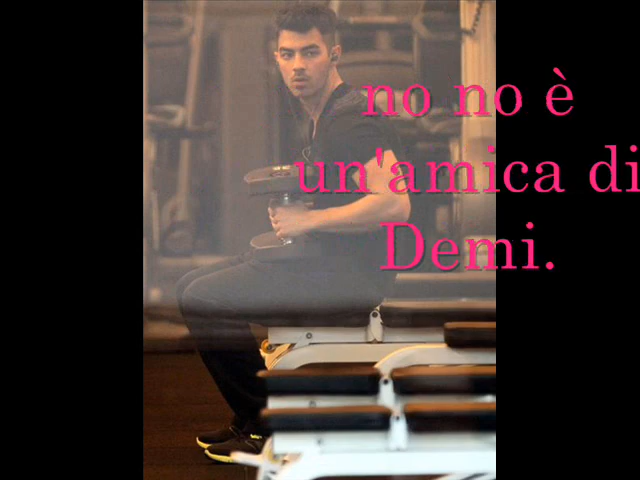 no no è
un'amica di
Demi.